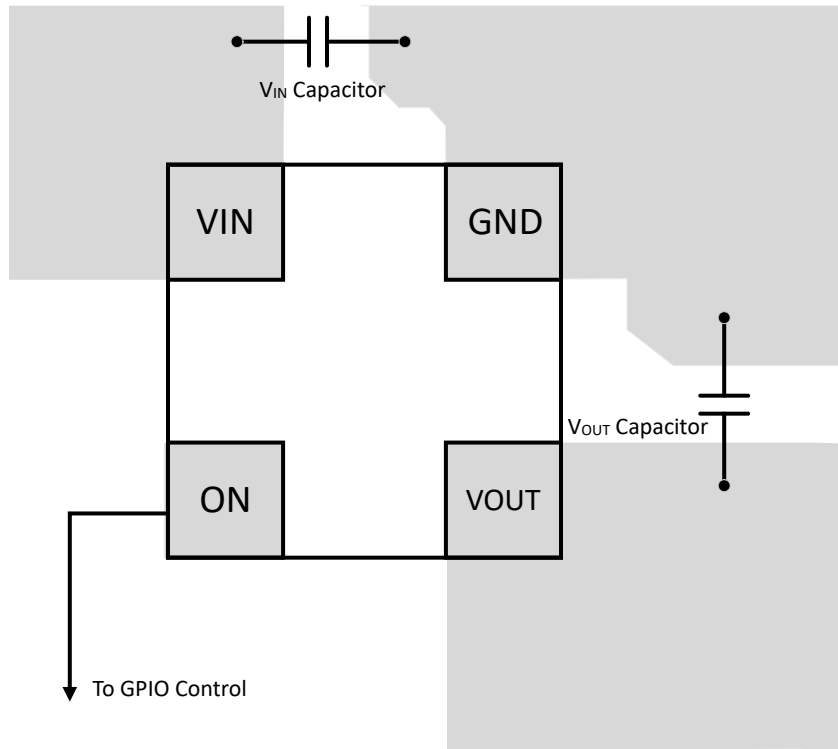 VIN Capacitor
VIN
GND
VOUT Capacitor
ON
VOUT
To GPIO Control